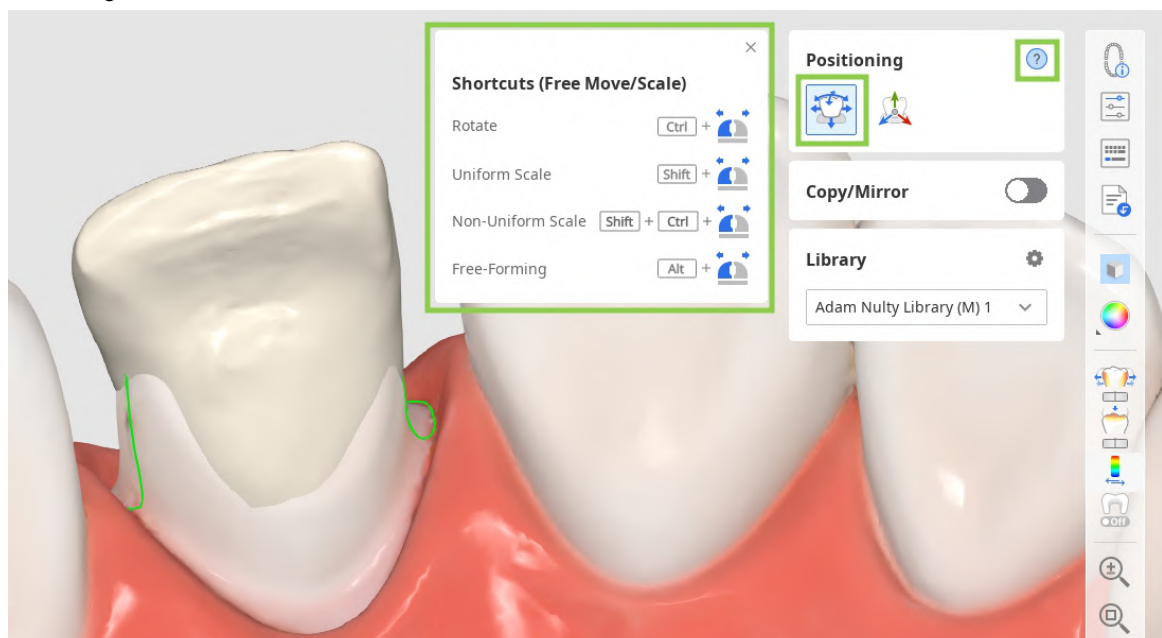 Shortcuts (Free Move/Scale)
Rotate Ctrl +
Uniform Scale Shift +
Non-Uniform Scale Shift + Ctrl +
Free-Forming Alt +
Positioning ?
Copy/Mirror
Library
Adam Nulty Library (M) 1
Off